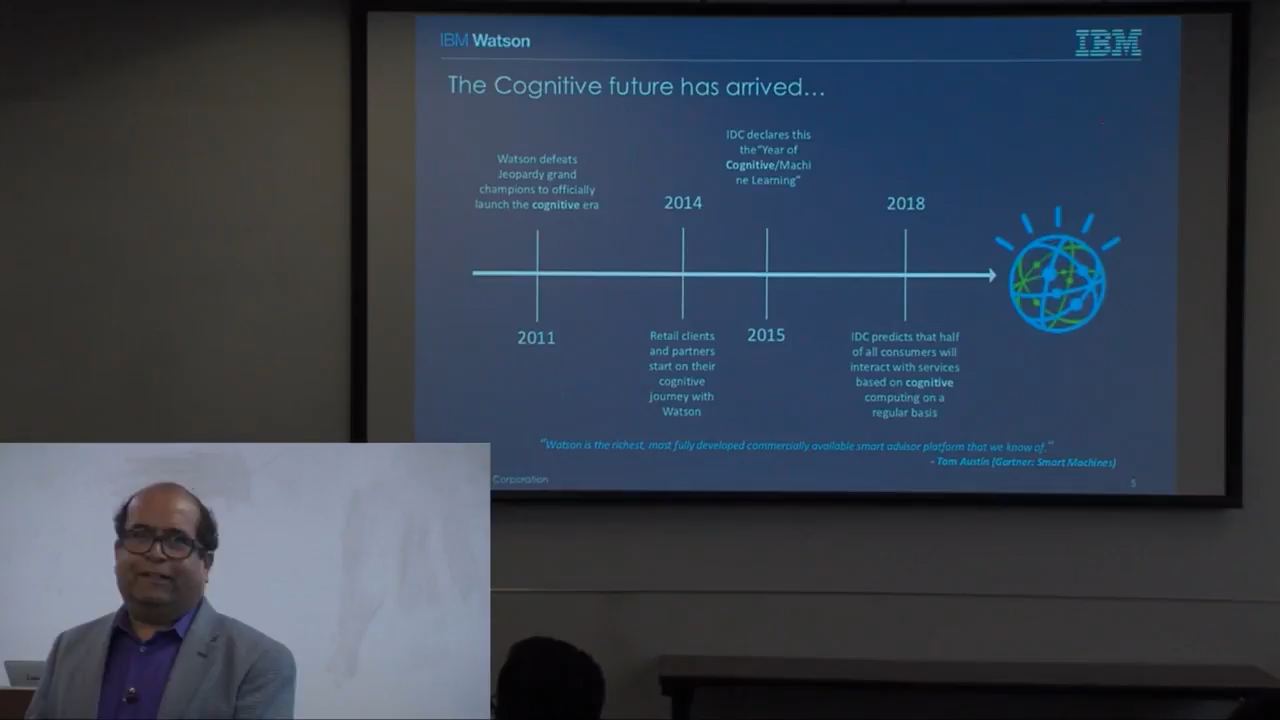 IBM Watson
IBM
The Cognitive future has arrived…
Watson defeats
Jeopardy grand
champions to officially
launch the cognitive era
2014
IDC declares this
the "Year of
Cognitive/Machi
ne Learning"
2018
2011
Retail clients
and partners
start on their
cognitive
journey with
Watson
2015
IDC predicts that half
of all consumers will
interact with services
based on cognitive
computing on a
regular basis
"Watson is the richest, most fully developed commercially available smart advisor platform that we know of."
- Tom Austin (Gartner: Smart Machines)
Corporation
5